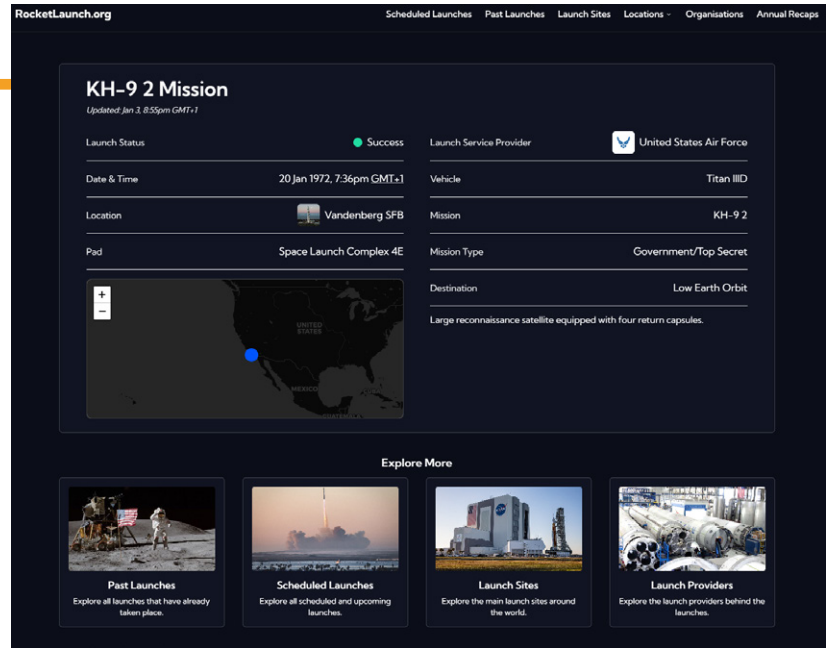 RocketLaunch.org
Scheduled Launches Past Launches Launch Sites Locations Organisations Annual Recaps
KH-9 2 Mission
Updated: Jan 3, 8:55pm GMT+1
Launch Status Success
Date & Time 20 Jan 1972, 7:36pm GMT+1
Location Vandenberg SFB
Pad Space Launch Complex 4E
+
−
UNITED
STATES
MEXICO
GUATEMALA
Launch Service Provider United States Air Force
Vehicle Titan IIID
Mission KH-9 2
Mission Type Government/Top Secret
Destination Low Earth Orbit
Large reconnaissance satellite equipped with four return capsules.
Explore More
Past Launches
Explore all launches that have already
taken place.
Scheduled Launches
Explore all scheduled and upcoming
launches.
Launch Sites
Explore the main launch sites around
the world.
Launch Providers
Explore the launch providers behind the
launches.